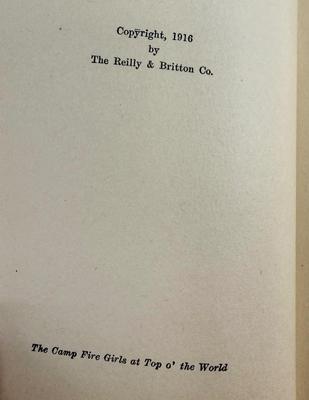 Copyright, 1916
by
The Reilly & Britton Co.
The Camp Fire Girls at Top o' the World